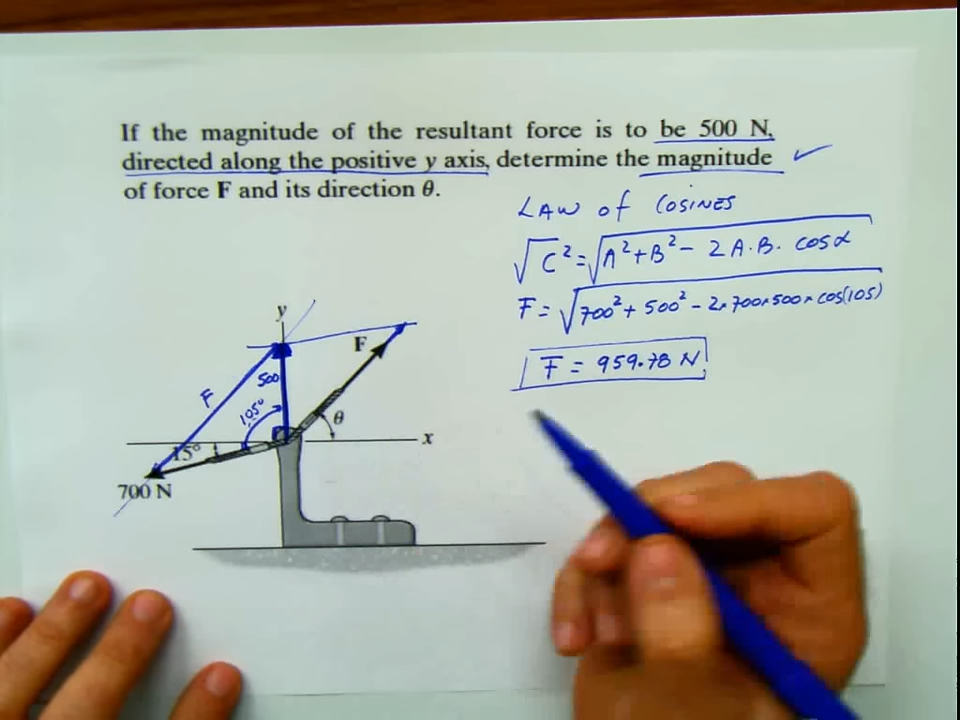 If the magnitude of the resultant force is to be 500 N,
directed along the positive y axis, determine the magnitude ✓
of force F and its direction θ.
LAW of COSINES
√C² = √A² + B² - 2 A·B· cosα
F = √700² + 500² - 2×700×500×cos(105)
F = 959.78 N
y
F
500
F
105°
θ
x
15°
700 N